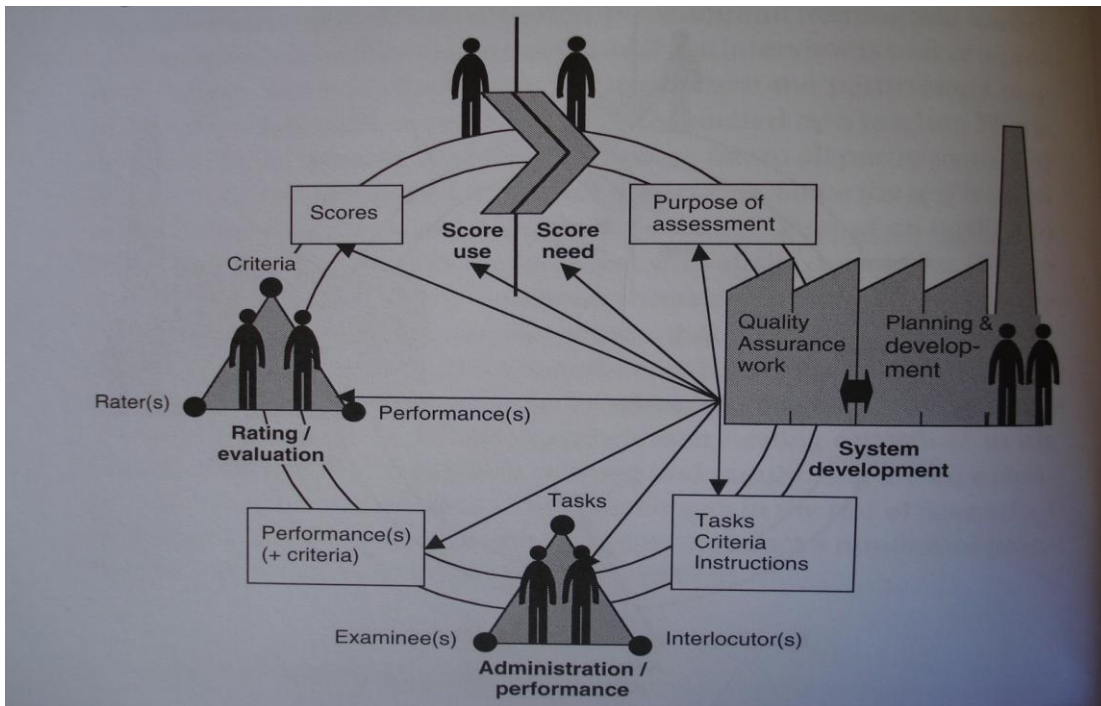 Scores
Score
use
Score
need
Purpose of
assessment
Criteria
Quality
Assurance
work
Planning &
develop-
ment
Rater(s)
Performance(s)
Rating /
evaluation
System
development
Tasks
Performance(s)
(+ criteria)
Tasks
Criteria
Instructions
Examinee(s)
Interlocutor(s)
Administration /
performance